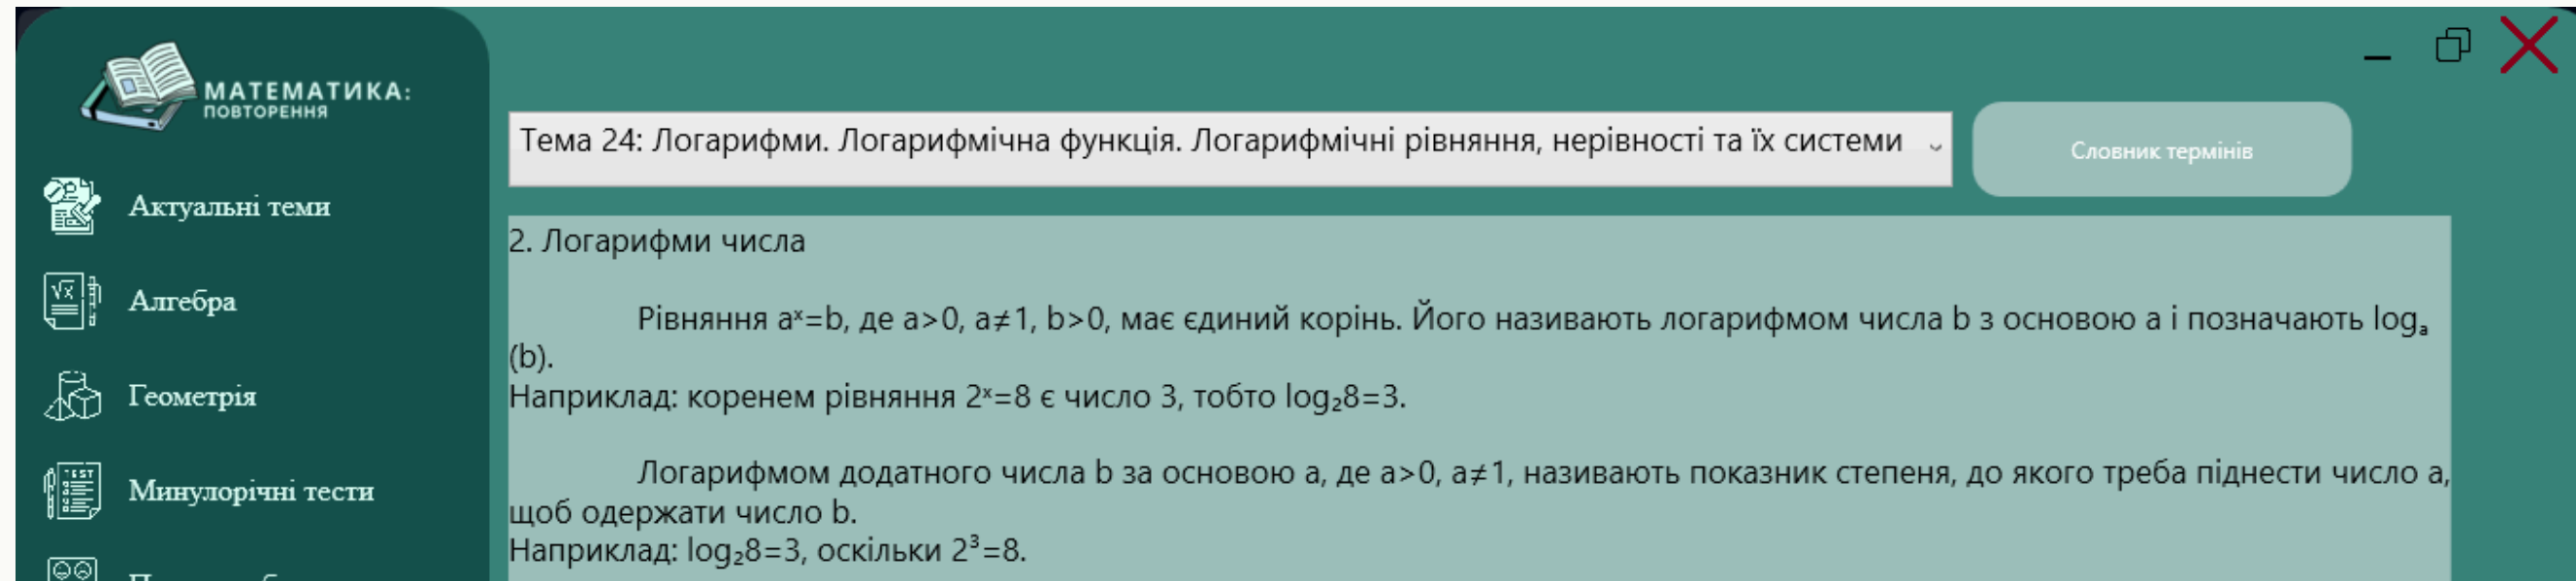 МАТЕМАТИКА:
ПОВТОРЕННЯ
Актуальні теми
Алгебра
Геометрія
Минулорічні тести
Тема 24: Логарифми. Логарифмічна функція. Логарифмічні рівняння, нерівності та їх системи
Словник термінів
2. Логарифми числа
Рівняння aˣ=b, де a>0, a≠1, b>0, має єдиний корінь. Його називають логарифмом числа b з основою a і позначають logₐ
(b).
Наприклад: коренем рівняння 2ˣ=8 є число 3, тобто log₂8=3.
Логарифмом додатного числа b за основою a, де a>0, a≠1, називають показник степеня, до якого треба піднести число a,
щоб одержати число b.
Наприклад: log₂8=3, оскільки 2³=8.